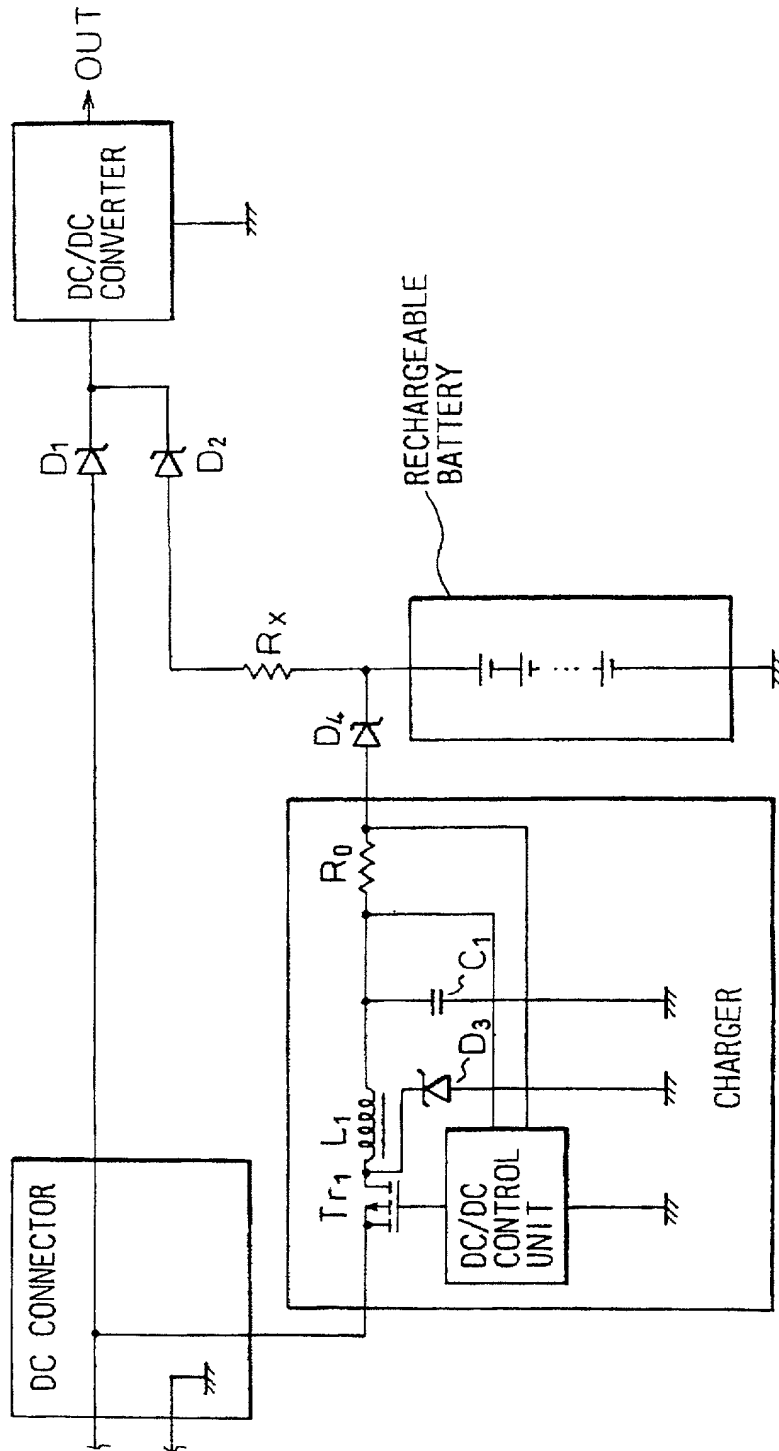 DC CONNECTOR
D1
DC/DC
CONVERTER
OUT
D2
RX
RECHARGEABLE
BATTERY
D4
Tr1
L1
R0
D3
C1
DC/DC
CONTROL
UNIT
CHARGER